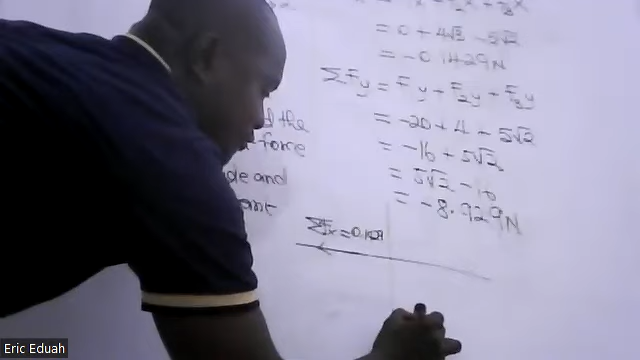 = 0 + 4√3 - 5√2
= -0.1429N
ΣFy = F y + F2y + F3y
= -20 + 4 + 5√2
= -16 + 5√2
= 5√2 - 16
= -8.929N
d the
force
de and
ant
ΣFx = 0.1429
Eric Eduah